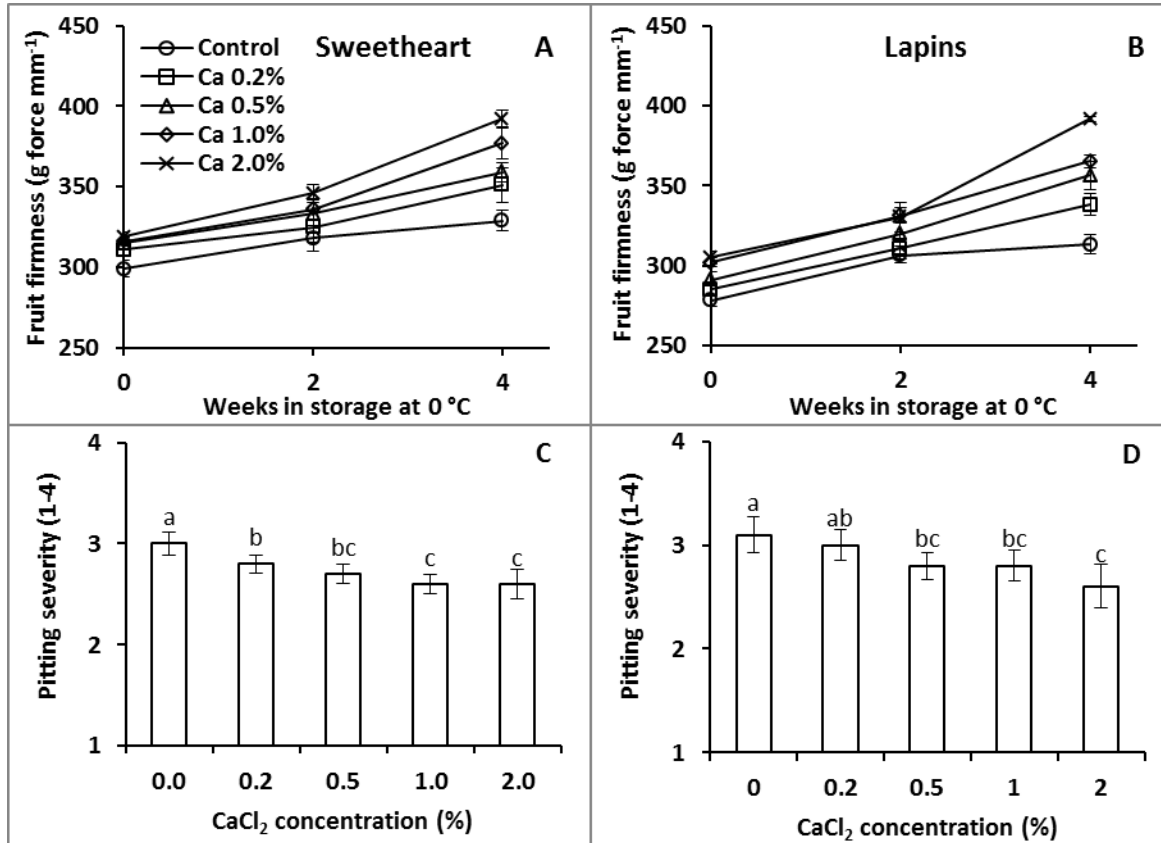 Sweetheart
A
Control
Ca 0.2%
Ca 0.5%
Ca 1.0%
Ca 2.0%
Fruit firmness (g force mm⁻¹)
450
400
350
300
250
0
2
4
Weeks in storage at 0 °C
Lapins
B
Fruit firmness (g force mm⁻¹)
450
400
350
300
250
0
2
4
Weeks in storage at 0 °C
C
Pitting severity (1-4)
4
3
2
1
a
b
bc
c
c
0.0
0.2
0.5
1.0
2.0
CaCl₂ concentration (%)
D
Pitting severity (1-4)
4
3
2
1
a
ab
bc
bc
c
0
0.2
0.5
1
2
CaCl₂ concentration (%)